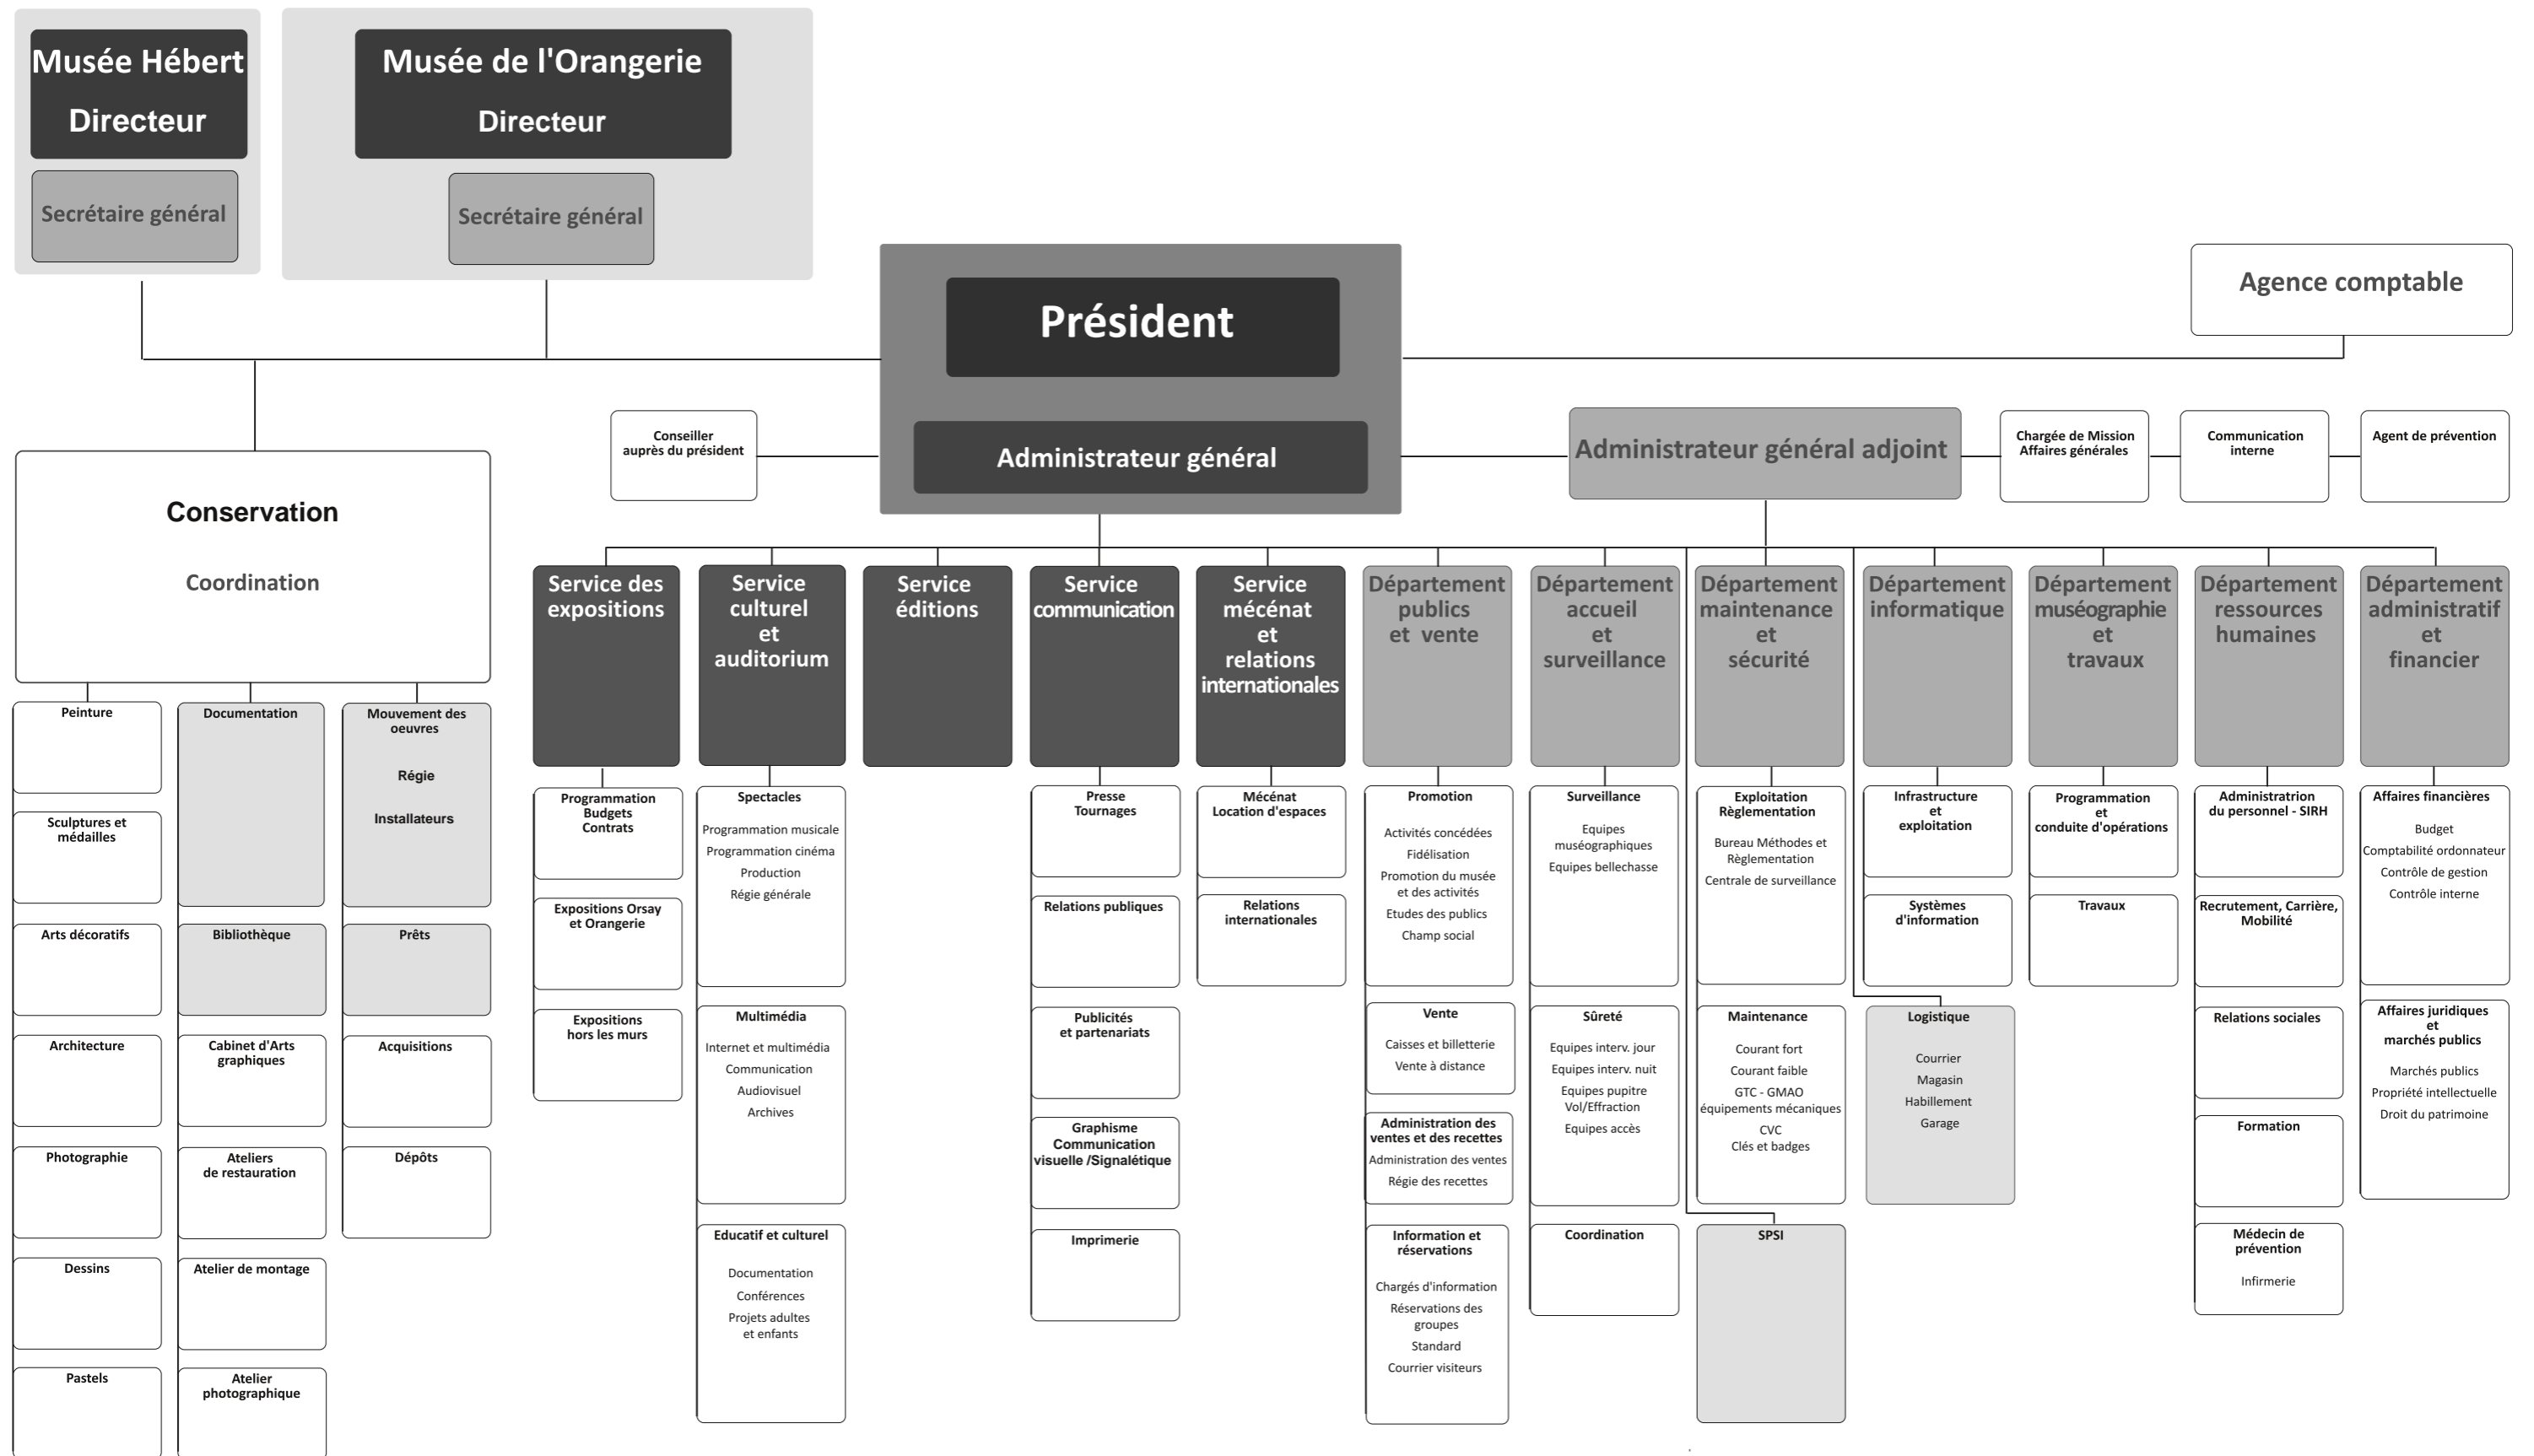 Musée Hébert
Directeur
Secrétaire général
Musée de l'Orangerie
Directeur
Secrétaire général
Président
Administrateur général
Agence comptable
Conseiller
auprès du président
Administrateur général adjoint
Chargée de Mission
Affaires générales
Communication
interne
Agent de prévention
Conservation
Coordination
Peinture
Sculptures et
médailles
Arts décoratifs
Architecture
Photographie
Dessins
Pastels
Documentation
Bibliothèque
Cabinet d'Arts
graphiques
Ateliers
de restauration
Atelier de montage
Atelier
photographique
Mouvement des
oeuvres
Régie
Installateurs
Prêts
Acquisitions
Dépôts
Service des
expositions
Programmation
Budgets
Contrats
Expositions Orsay
et Orangerie
Expositions
hors les murs
Service
culturel
et
auditorium
Spectacles
Programmation musicale
Programmation cinéma
Production
Régie générale
Multimédia
Internet et multimédia
Communication
Audiovisuel
Archives
Educatif et culturel
Documentation
Conférences
Projets adultes
et enfants
Service
éditions
Service
communication
Presse
Tournages
Relations publiques
Publicités
et partenariats
Graphisme
Communication
visuelle /Signalétique
Imprimerie
Service
mécénat
et
relations
internationales
Mécénat
Location d'espaces
Relations
internationales
Département
publics
et vente
Promotion
Activités concédées
Fidélisation
Promotion du musée
et des activités
Etudes des publics
Champ social
Vente
Caisses et billetterie
Vente à distance
Administration des
ventes et des recettes
Administration des ventes
Régie des recettes
Information et
réservations
Chargés d'information
Réservations des
groupes
Standard
Courrier visiteurs
Département
accueil
et
surveillance
Surveillance
Equipes
muséographiques
Equipes bellechasse
Sûreté
Equipes interv. jour
Equipes interv. nuit
Equipes pupitre
Vol/Effraction
Equipes accès
Coordination
Département
maintenance
et
sécurité
Exploitation
Règlementation
Bureau Méthodes et
Règlementation
Centrale de surveillance
Maintenance
Courant fort
Courant faible
GTC - GMAO
équipements mécaniques
CVC
Clés et badges
SPSI
Département
informatique
Infrastructure
et
exploitation
Systèmes
d'information
Logistique
Courrier
Magasin
Habillement
Garage
Département
muséographie
et
travaux
Programmation
et
conduite d'opérations
Travaux
Département
ressources
humaines
Administratrion
du personnel - SIRH
Recrutement, Carrière,
Mobilité
Relations sociales
Formation
Médecin de
prévention
Infirmerie
Département
administratif
et
financier
Affaires financières
Budget
Comptabilité ordonnateur
Contrôle de gestion
Contrôle interne
Affaires juridiques
et
marchés publics
Marchés publics
Propriété intellectuelle
Droit du patrimoine